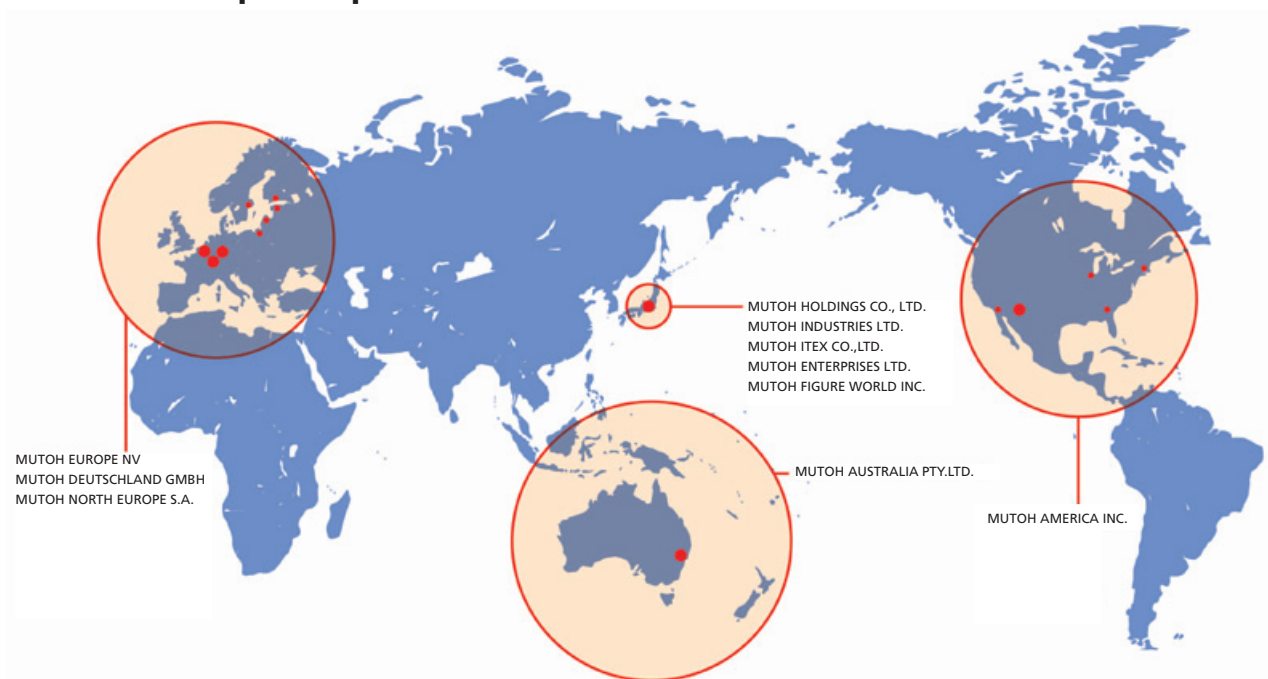 MUTOH HOLDINGS CO., LTD.
MUTOH INDUSTRIES LTD.
MUTOH ITEX CO.,LTD.
MUTOH ENTERPRISES LTD.
MUTOH FIGURE WORLD INC.
MUTOH EUROPE NV
MUTOH DEUTSCHLAND GMBH
MUTOH NORTH EUROPE S.A.
MUTOH AUSTRALIA PTY.LTD.
MUTOH AMERICA INC.